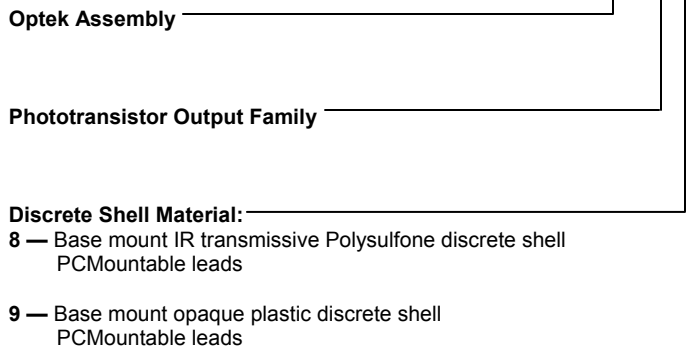 Optek Assembly
Phototransistor Output Family
Discrete Shell Material:
8 — Base mount IR transmissive Polysulfone discrete shell
PCMountable leads
9 — Base mount opaque plastic discrete shell
PCMountable leads